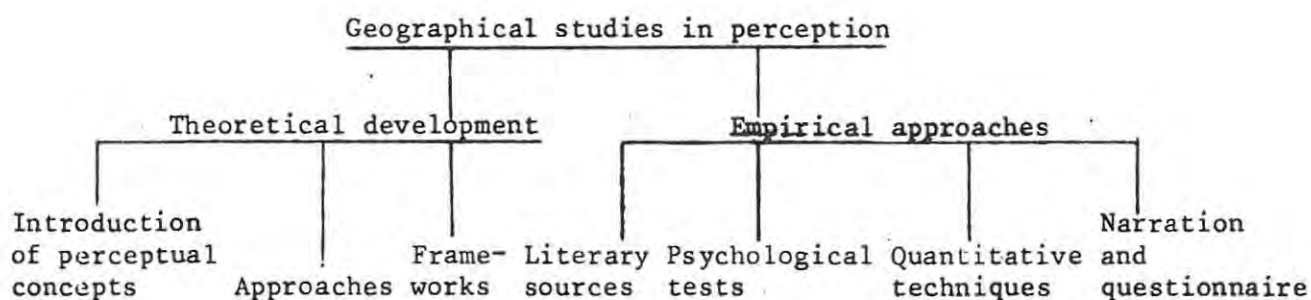 Geographical studies in perception
Theoretical development
Empirical approaches
Introduction
of perceptual
concepts
Approaches
Frame-
works
Literary
sources
Psychological
tests
Quantitative
techniques
Narration
and
questionnaire